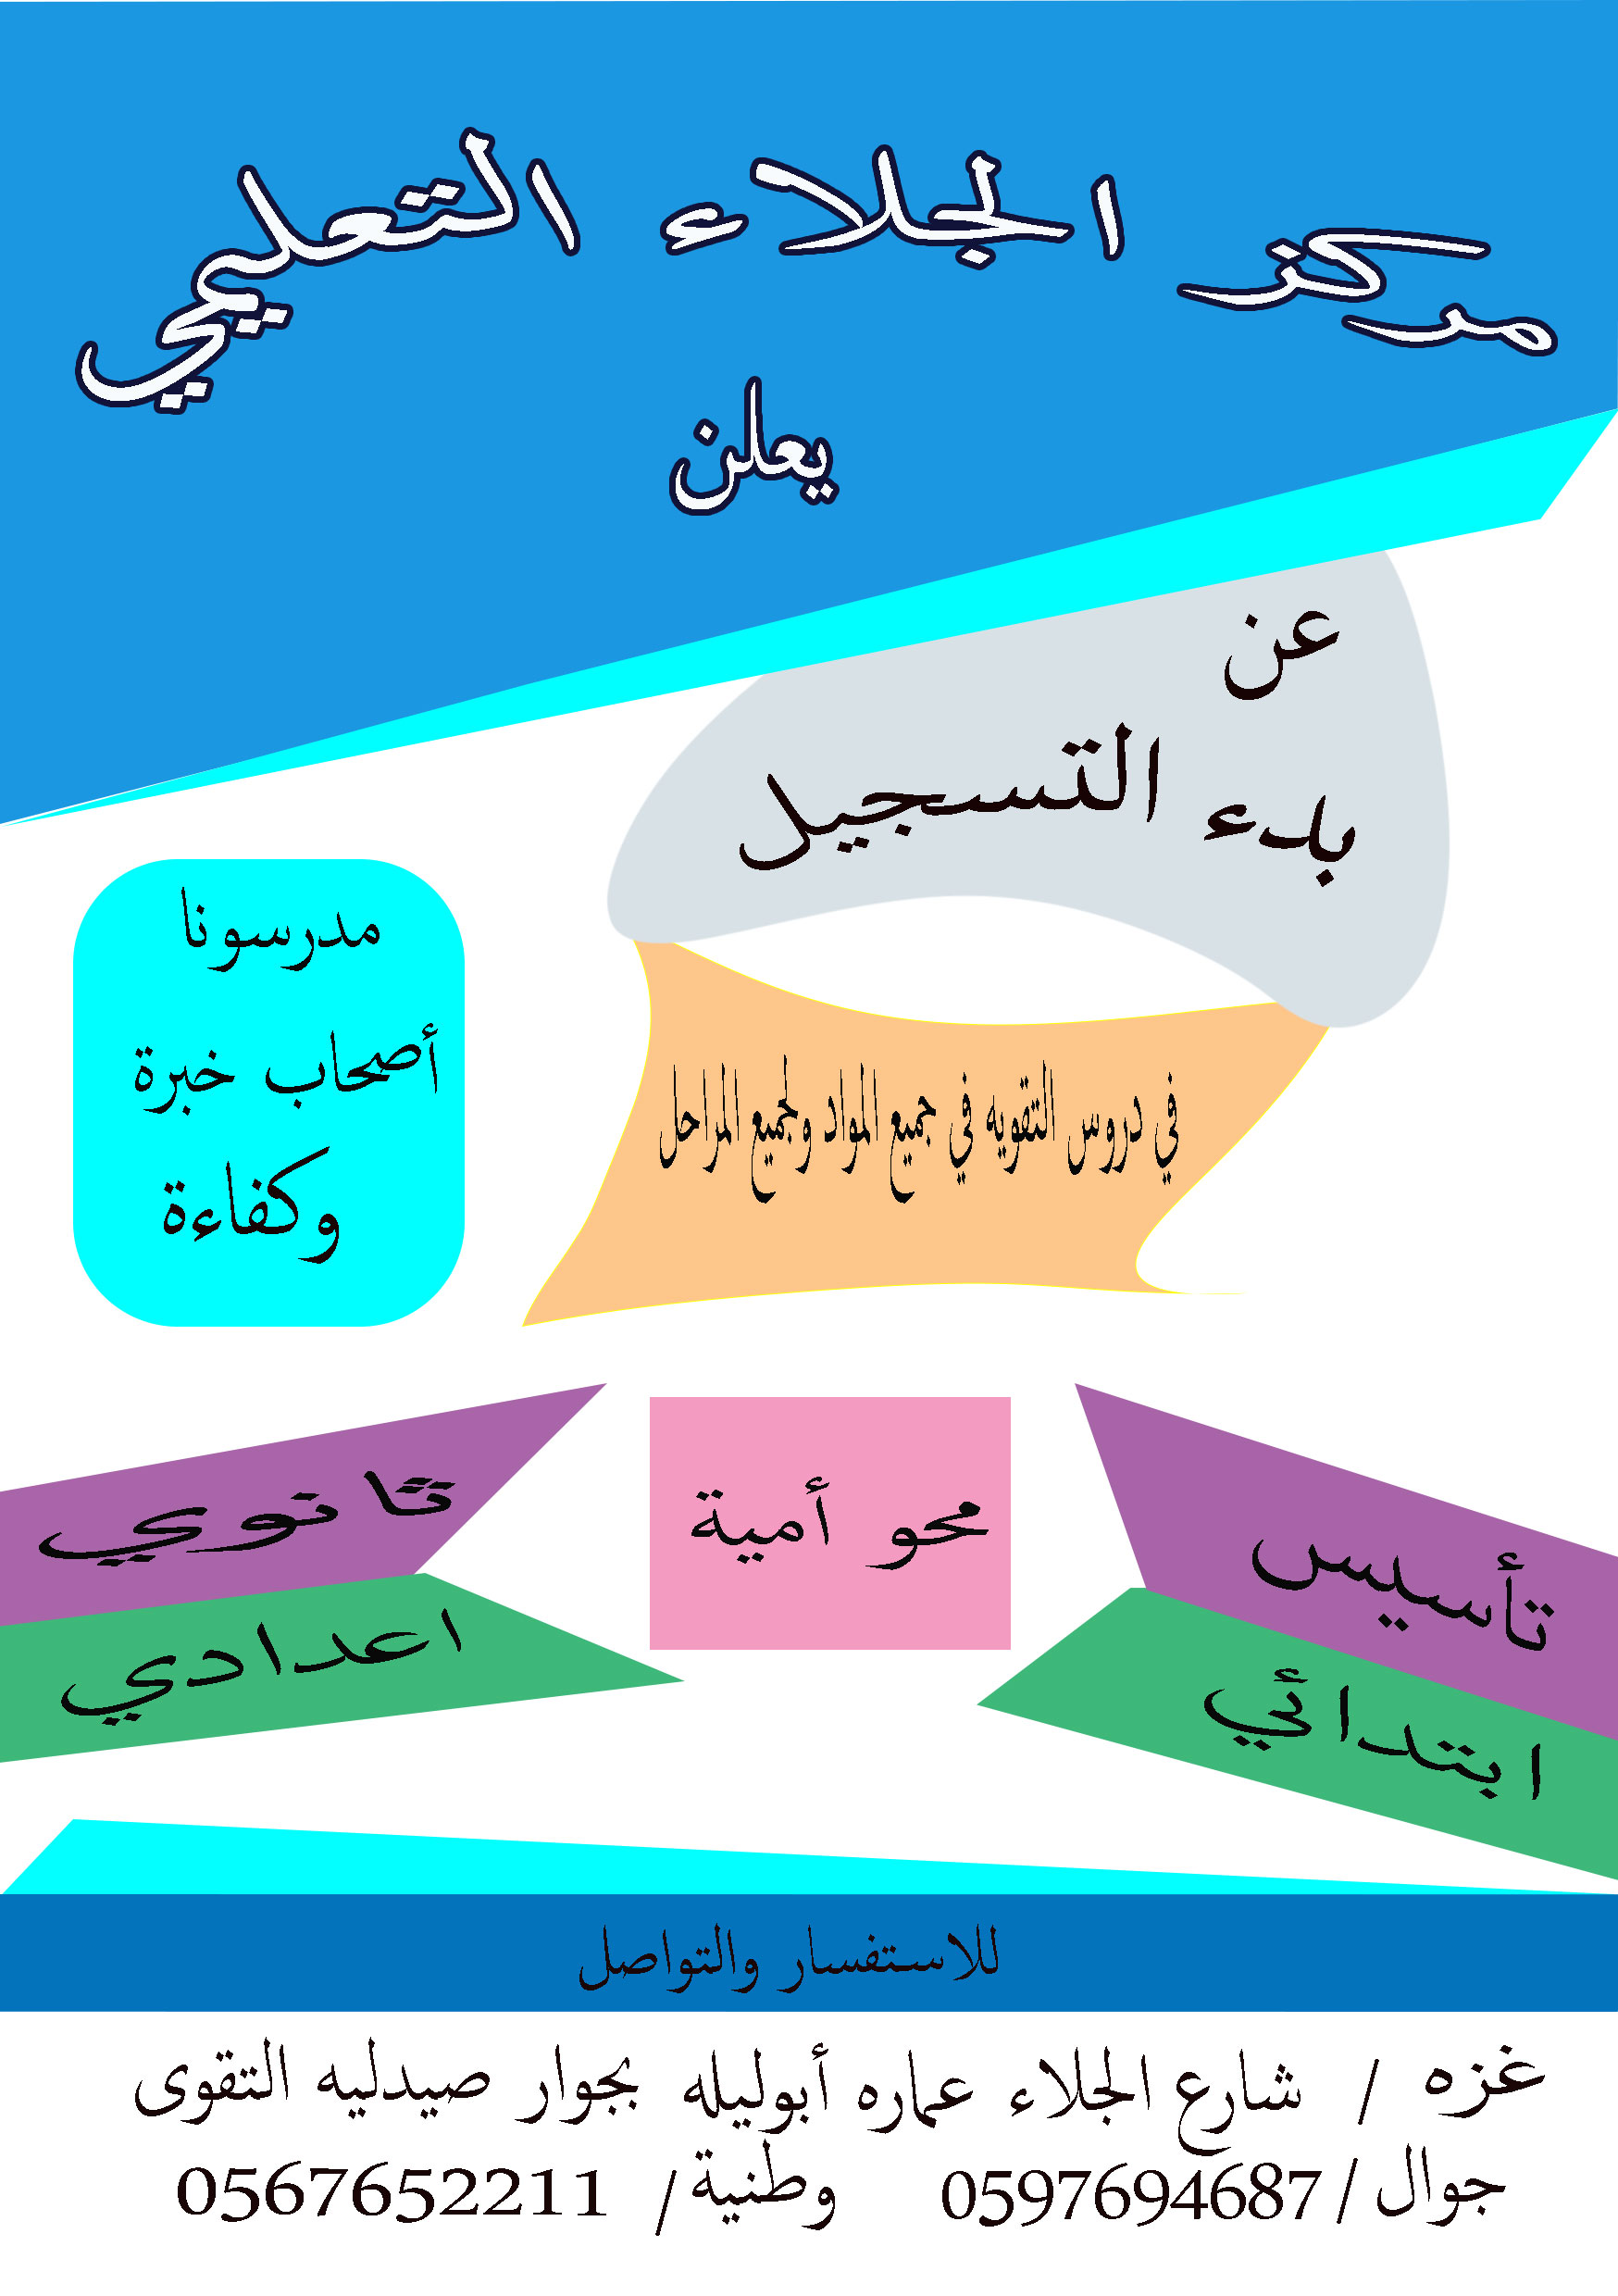 مركز الجلاء التعليمي
يعلن
عن
بدء التسجيل
في دروس التقويه في جميع المواد ولجميع المراحل
مدرسونا
أصحاب خبرة
وكفاءة
تأسيس
ابتدائي
محو أمية
ثانوي
اعدادي
للاستفسار والتواصل
غزه / شارع الجلاء عماره أبوليله بجوار صيدليه التقوى
جوال / 0597694687 وطنية / 0567652211